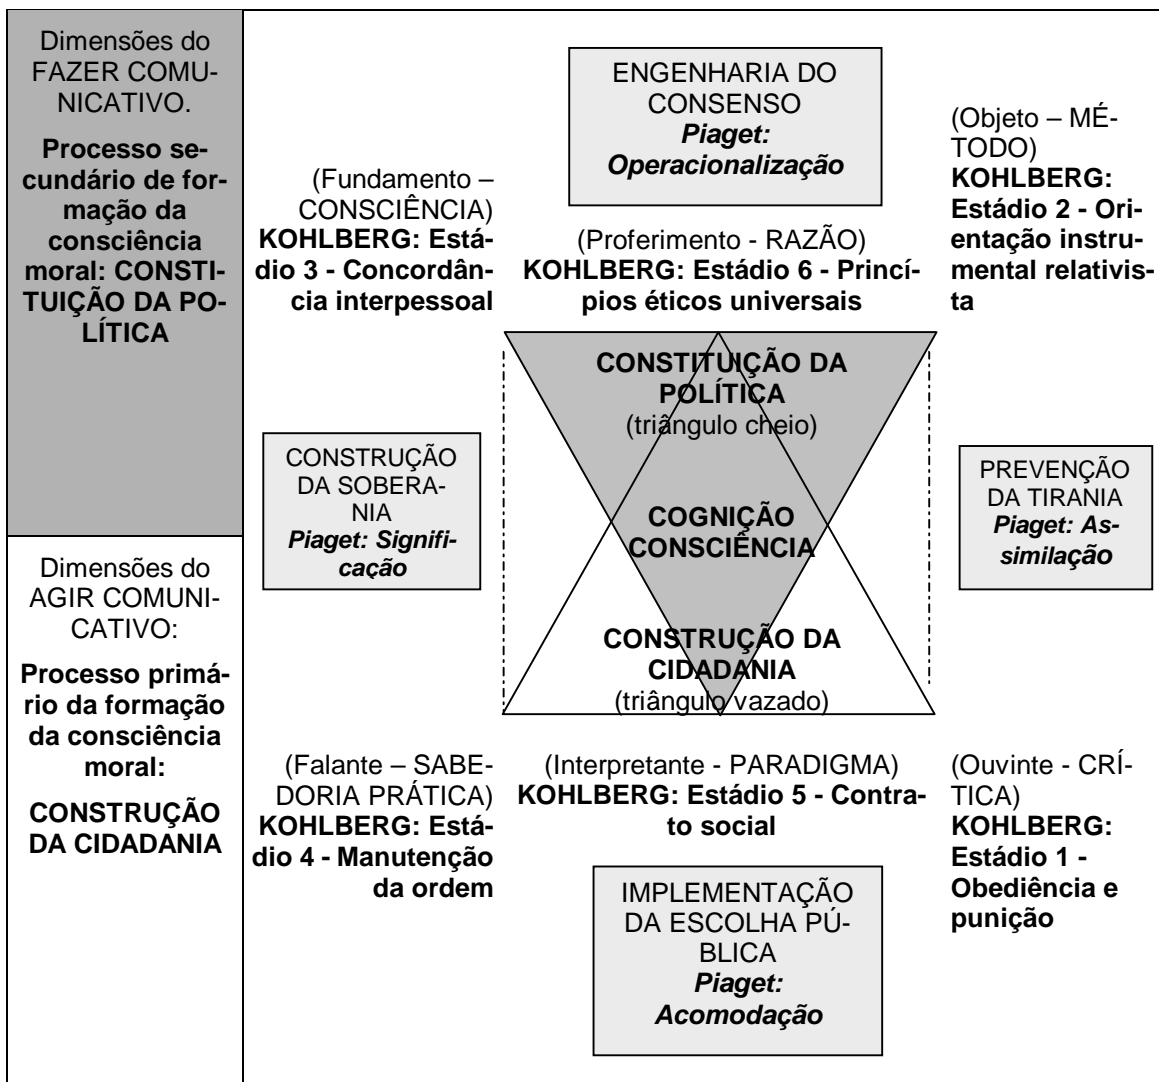 Dimensões do
FAZER COMU-
NICATIVO.
Processo se-
cundário de for-
mação da
consciência
moral: CONSTI-
TUIÇÃO DA PO-
LÍTICA
Dimensões do
AGIR COMUNI-
CATIVO:
Processo primá-
rio da formação
da consciência
moral:
CONSTRUÇÃO
DA CIDADANIA
ENGENHARIA DO
CONSENSO
Piaget:
Operacionalização
(Fundamento –
CONSCIÊNCIA)
KOHLBERG: Está-
dio 3 - Concordân-
cia interpessoal
(Proferimento - RAZÃO)
KOHLBERG: Estádio 6 - Princí-
pios éticos universais
(Objeto – MÉ-
TODO)
KOHLBERG:
Estádio 2 - Ori-
entação instru-
mental relativis-
ta
CONSTITUIÇÃO DA
POLÍTICA
(triângulo cheio)
CONSTRUÇÃO
DA SOBERA-
NIA
Piaget: Signifi-
cação
COGNIÇÃO
CONSCIÊNCIA
PREVENÇÃO
DA TIRANIA
Piaget: As-
similação
CONSTRUÇÃO DA
CIDADANIA
(triângulo vazado)
(Falante – SABE-
DORIA PRÁTICA)
KOHLBERG: Está-
dio 4 - Manutenção
da ordem
(Interpretante - PARADIGMA)
KOHLBERG: Estádio 5 - Contra-
to social
(Ouvinte - CRÍ-
TICA)
KOHLBERG:
Estádio 1 -
Obediência e
punição
IMPLEMENTAÇÃO
DA ESCOLHA PÚ-
BLICA
Piaget:
Acomodação